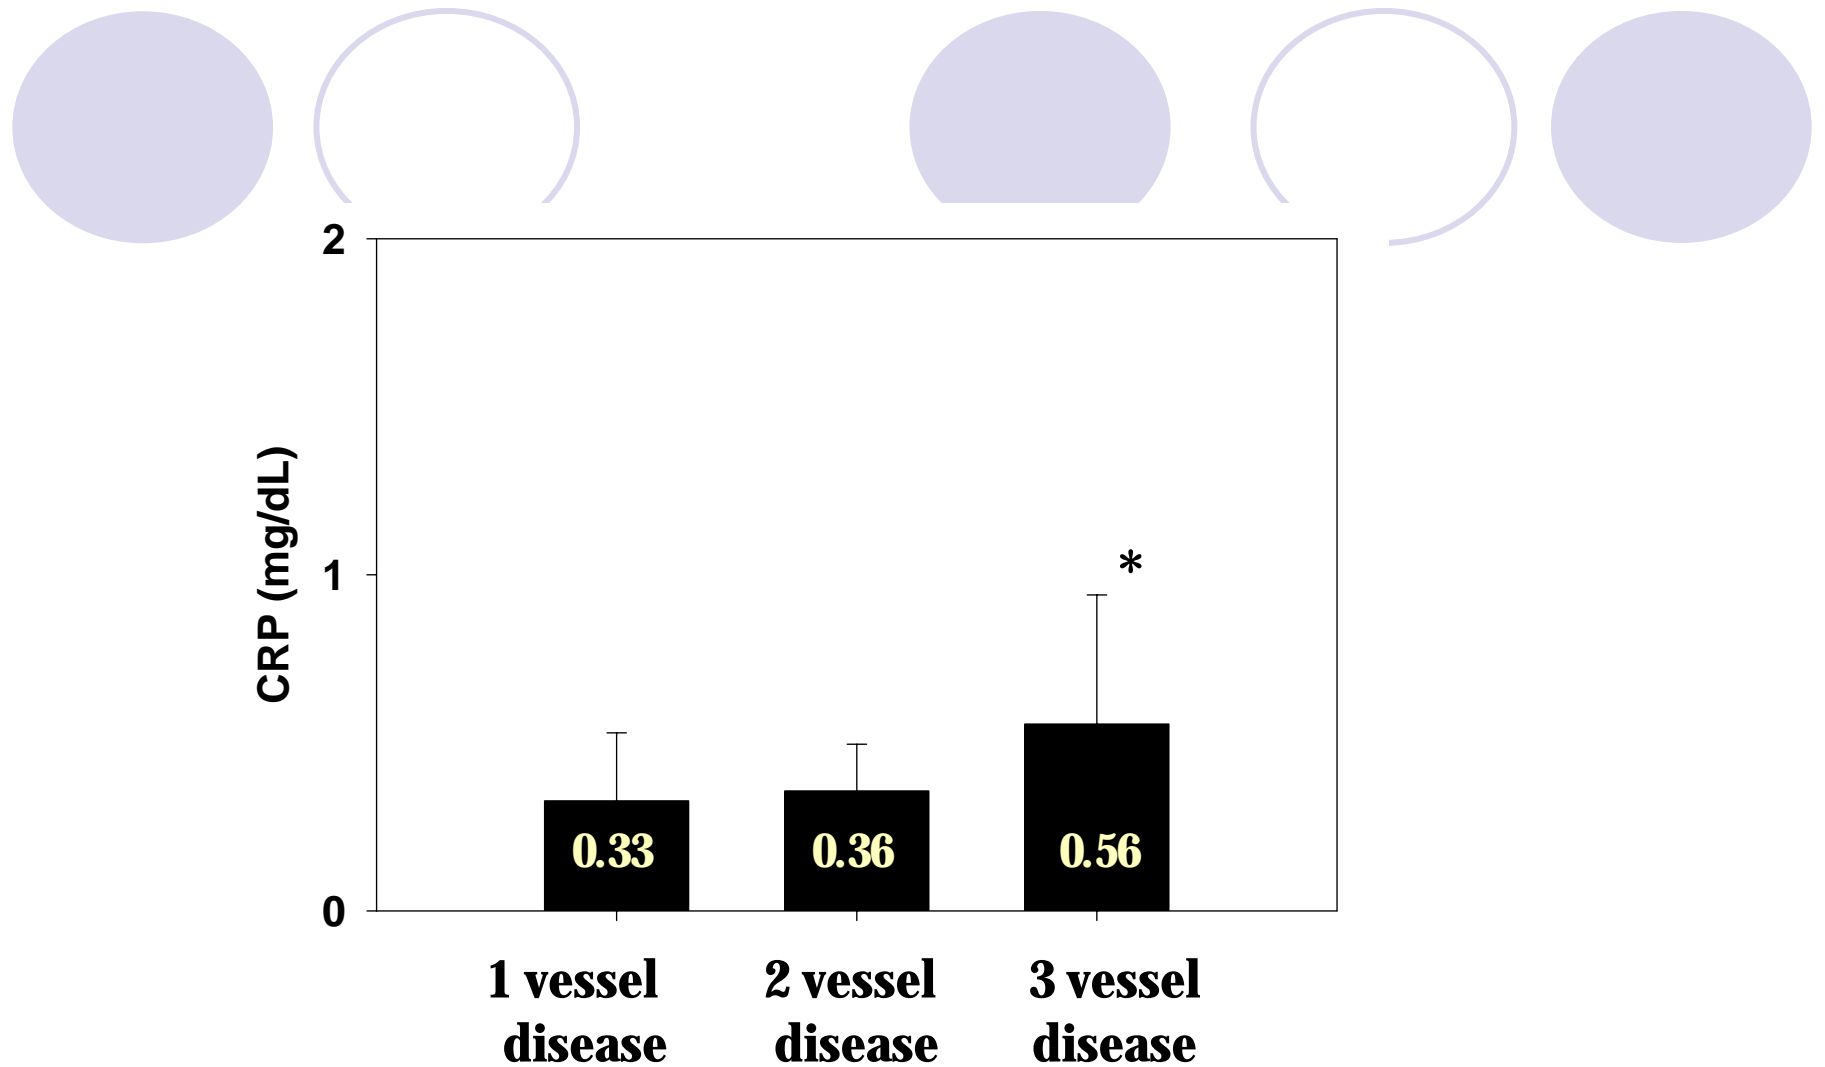 2
1
0
CRP (mg/dL)
*
0.33 0.36 0.56
1 vessel 2 vessel 3 vessel
disease disease disease